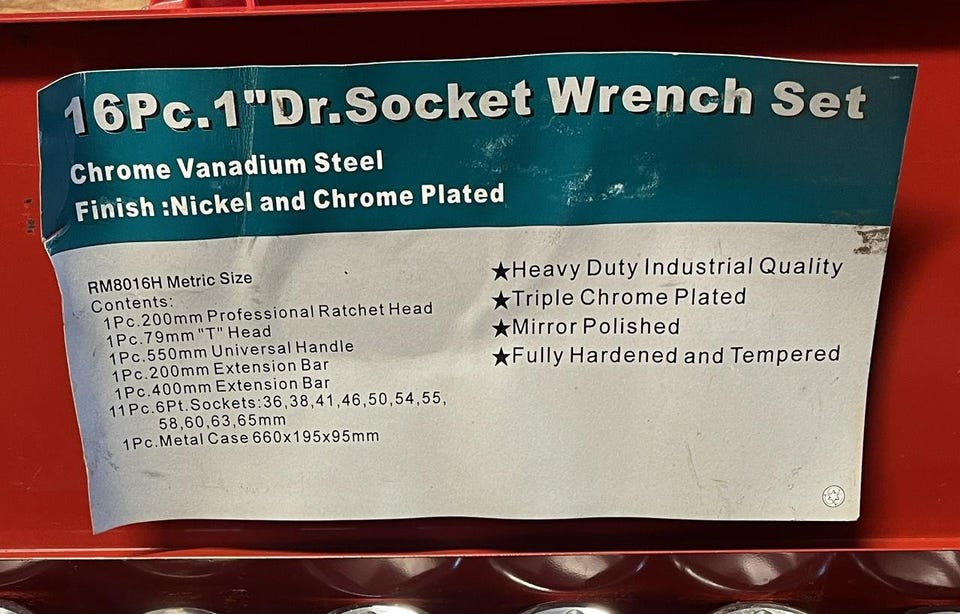 16Pc.1"Dr.Socket Wrench Set
Chrome Vanadium Steel
Finish :Nickel and Chrome Plated
RM8016H Metric Size
Contents:
1Pc.200mm Professional Ratchet Head
1Pc.79mm "T" Head
1Pc.550mm Universal Handle
1Pc.200mm Extension Bar
1Pc.400mm Extension Bar
11Pc.6Pt.Sockets:36,38,41,46,50,54,55,
58,60,63,65mm
1Pc.Metal Case 660x195x95mm
★Heavy Duty Industrial Quality
★Triple Chrome Plated
★Mirror Polished
★Fully Hardened and Tempered